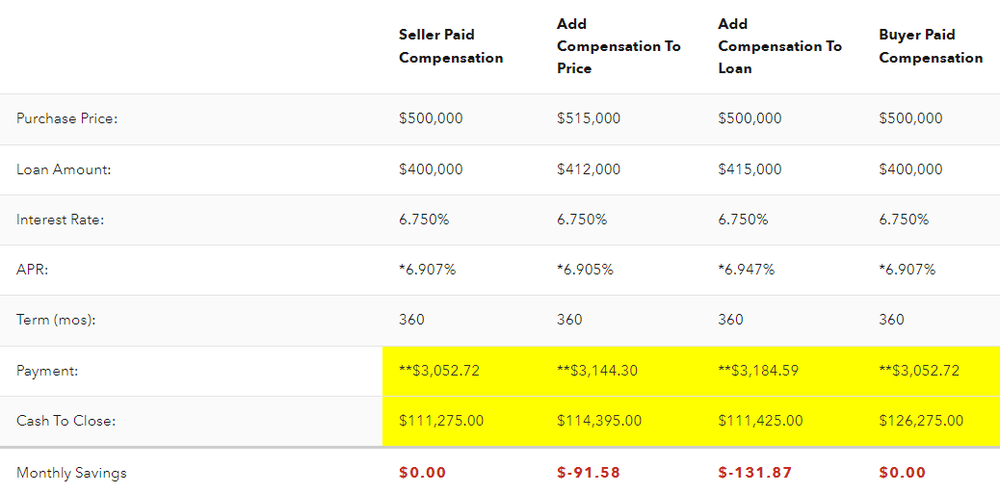 Seller Paid Compensation Add Compensation To Price Add Compensation To Loan Buyer Paid Compensation
Purchase Price: $500,000 $515,000 $500,000 $500,000
Loan Amount: $400,000 $412,000 $415,000 $400,000
Interest Rate: 6.750% 6.750% 6.750% 6.750%
APR: *6.907% *6.905% *6.947% *6.907%
Term (mos): 360 360 360 360
Payment: **$3,052.72 **$3,144.30 **$3,184.59 **$3,052.72
Cash To Close: $111,275.00 $114,395.00 $111,425.00 $126,275.00
Monthly Savings $0.00 $-91.58 $-131.87 $0.00